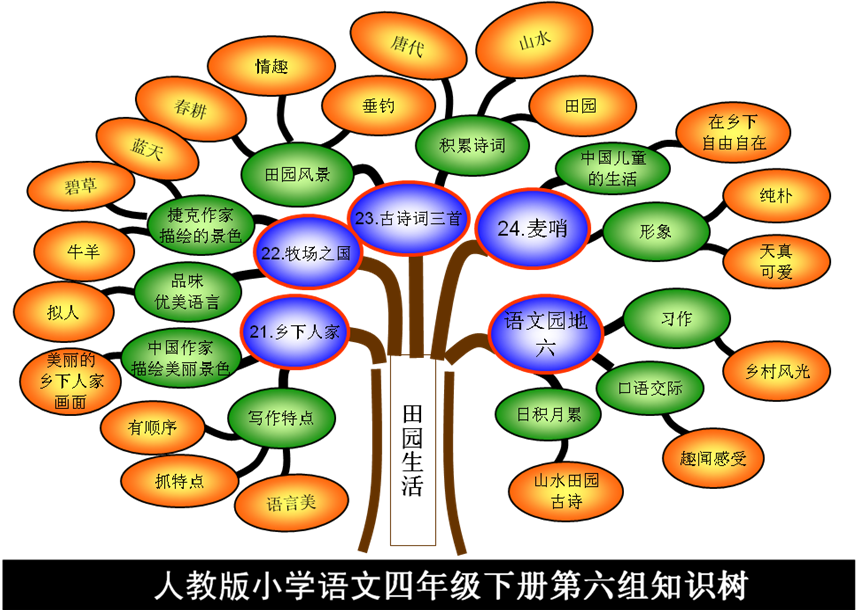 唐代
山水
情趣
春耕
垂钓
田园
蓝天
积累诗词
在乡下
自由自在
碧草
田园风景
中国儿童
的生活
纯朴
捷克作家
描绘的景色
23.古诗词三首
24.麦哨
形象
牛羊
22.牧场之国
天真
可爱
品味
优美语言
拟人
21.乡下人家
语文园地
六
习作
中国作家
描绘美丽景色
美丽的
乡下人家
画面
乡村风光
口语交际
写作特点
日积月累
有顺序
田园生活
趣闻感受
抓特点
语言美
山水田园
古诗
人教版小学语文四年级下册第六组知识树